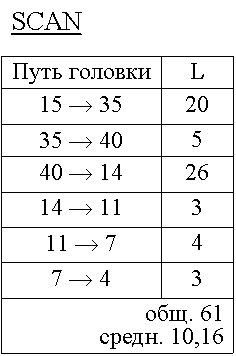 SCAN
Путь головки L
15 → 35 20
35 → 40 5
40 → 14 26
14 → 11 3
11 → 7 4
7 → 4 3
общ. 61
средн. 10,16